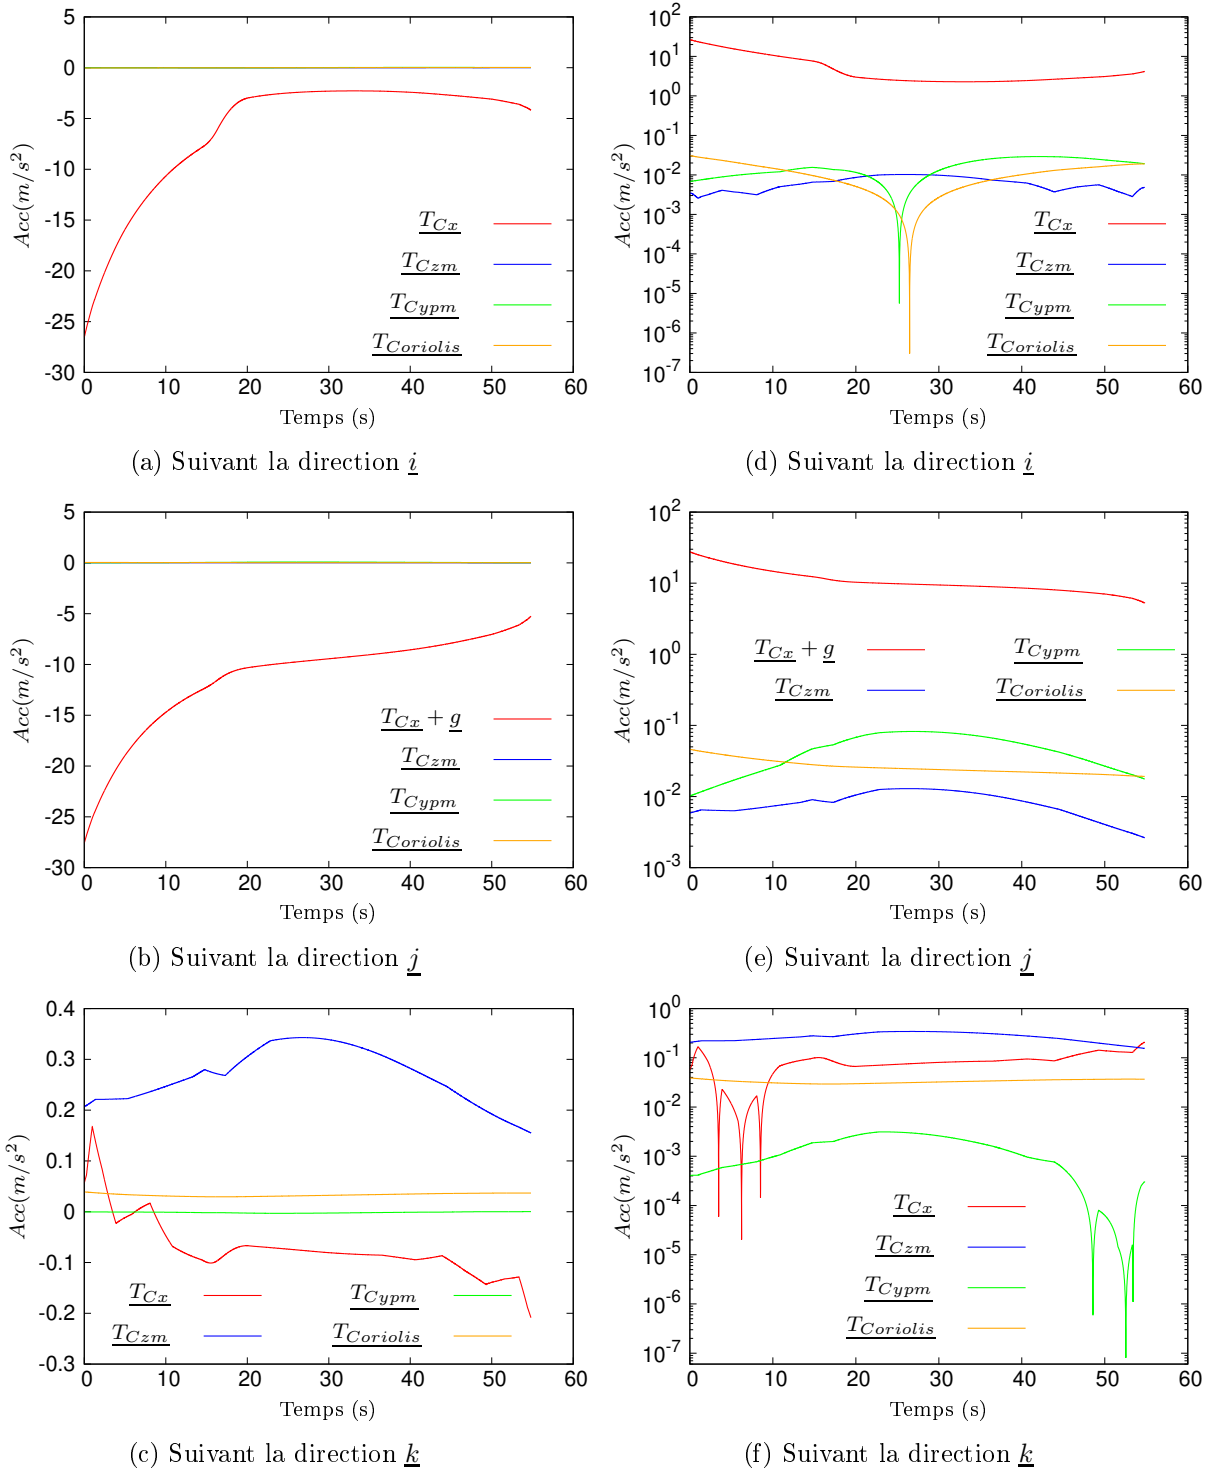 5
0
-5
-10
-15
-20
-25
-30
0 10 20 30 40 50 60
Acc(m/s²)
Temps (s)
T_Cx
T_Czm
T_Cypm
T_Coriolis
(a) Suivant la direction i
10²
10¹
10⁰
10⁻¹
10⁻²
10⁻³
10⁻⁴
10⁻⁵
10⁻⁶
10⁻⁷
0 10 20 30 40 50 60
Acc(m/s²)
Temps (s)
T_Cx
T_Czm
T_Cypm
T_Coriolis
(d) Suivant la direction i
5
0
-5
-10
-15
-20
-25
-30
0 10 20 30 40 50 60
Acc(m/s²)
Temps (s)
T_Cx + g
T_Czm
T_Cypm
T_Coriolis
(b) Suivant la direction j
10²
10¹
10⁰
10⁻¹
10⁻²
10⁻³
0 10 20 30 40 50 60
Acc(m/s²)
Temps (s)
T_Cx + g T_Cypm
T_Czm T_Coriolis
(e) Suivant la direction j
0.4
0.3
0.2
0.1
0
-0.1
-0.2
-0.3
0 10 20 30 40 50 60
Acc(m/s²)
Temps (s)
T_Cx T_Cypm
T_Czm T_Coriolis
(c) Suivant la direction k
10⁰
10⁻¹
10⁻²
10⁻³
10⁻⁴
10⁻⁵
10⁻⁶
10⁻⁷
0 10 20 30 40 50 60
Acc(m/s²)
Temps (s)
T_Cx
T_Czm
T_Cypm
T_Coriolis
(f) Suivant la direction k